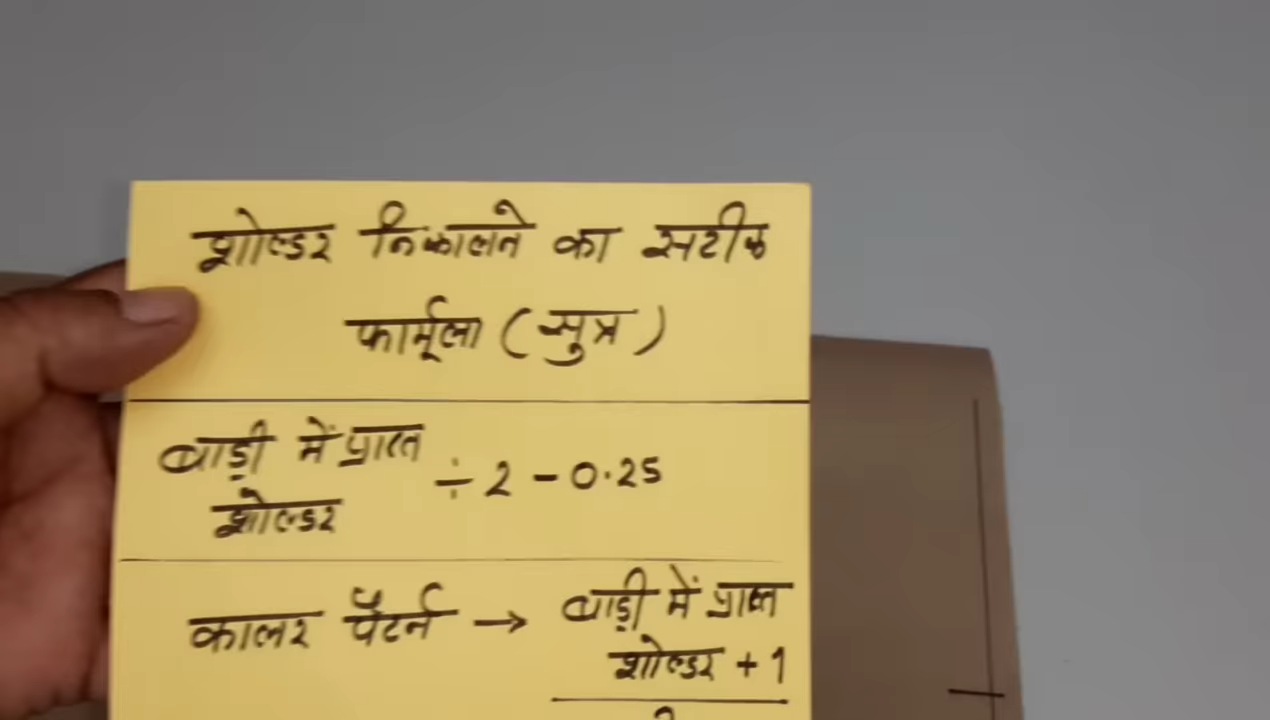 शोल्डर निकालने का सटीक
फार्मूला (सुत्र)
बाड़ी में प्राप्त
शोल्डर ÷ 2 - 0.25
कालर पैटर्न → बाड़ी में प्राप्त
शोल्डर + 1